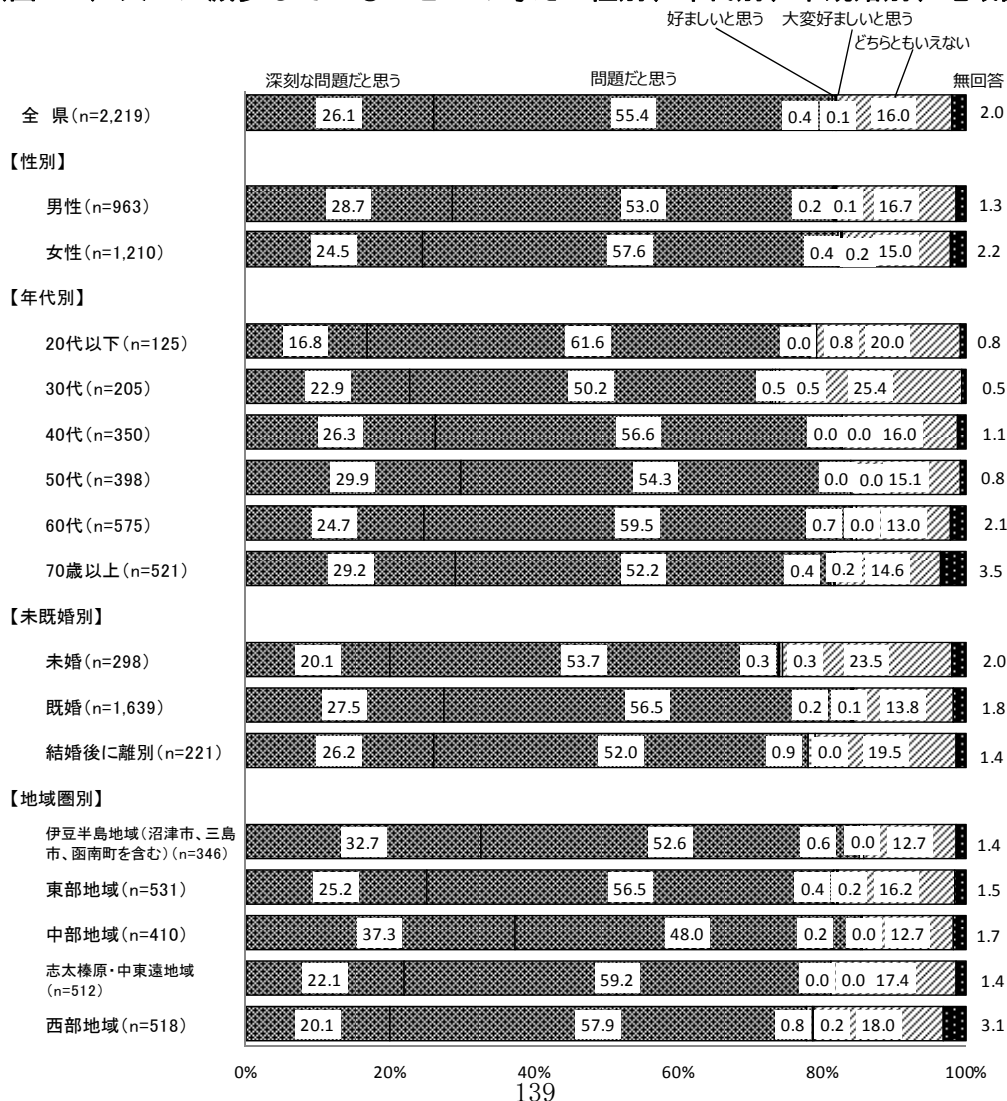 好ましいと思う 大変好ましいと思う
どちらともいえない
深刻な問題だと思う 問題だと思う 無回答
全 県(n=2,219) 26.1 55.4 0.4 0.1 16.0 2.0
【性別】
男性(n=963) 28.7 53.0 0.2 0.1 16.7 1.3
女性(n=1,210) 24.5 57.6 0.4 0.2 15.0 2.2
【年代別】
20代以下(n=125) 16.8 61.6 0.0 0.8 20.0 0.8
30代(n=205) 22.9 50.2 0.5 0.5 25.4 0.5
40代(n=350) 26.3 56.6 0.0 0.0 16.0 1.1
50代(n=398) 29.9 54.3 0.0 0.0 15.1 0.8
60代(n=575) 24.7 59.5 0.7 0.0 13.0 2.1
70歳以上(n=521) 29.2 52.2 0.4 0.2 14.6 3.5
【未既婚別】
未婚(n=298) 20.1 53.7 0.3 0.3 23.5 2.0
既婚(n=1,639) 27.5 56.5 0.2 0.1 13.8 1.8
結婚後に離別(n=221) 26.2 52.0 0.9 0.0 19.5 1.4
【地域圏別】
伊豆半島地域(沼津市、三島
市、函南町を含む)(n=346) 32.7 52.6 0.6 0.0 12.7 1.4
東部地域(n=531) 25.2 56.5 0.4 0.2 16.2 1.5
中部地域(n=410) 37.3 48.0 0.2 0.0 12.7 1.7
志太榛原・中東遠地域
(n=512) 22.1 59.2 0.0 0.0 17.4 1.4
西部地域(n=518) 20.1 57.9 0.8 0.2 18.0 3.1
0% 20% 40% 60% 80% 100%
139